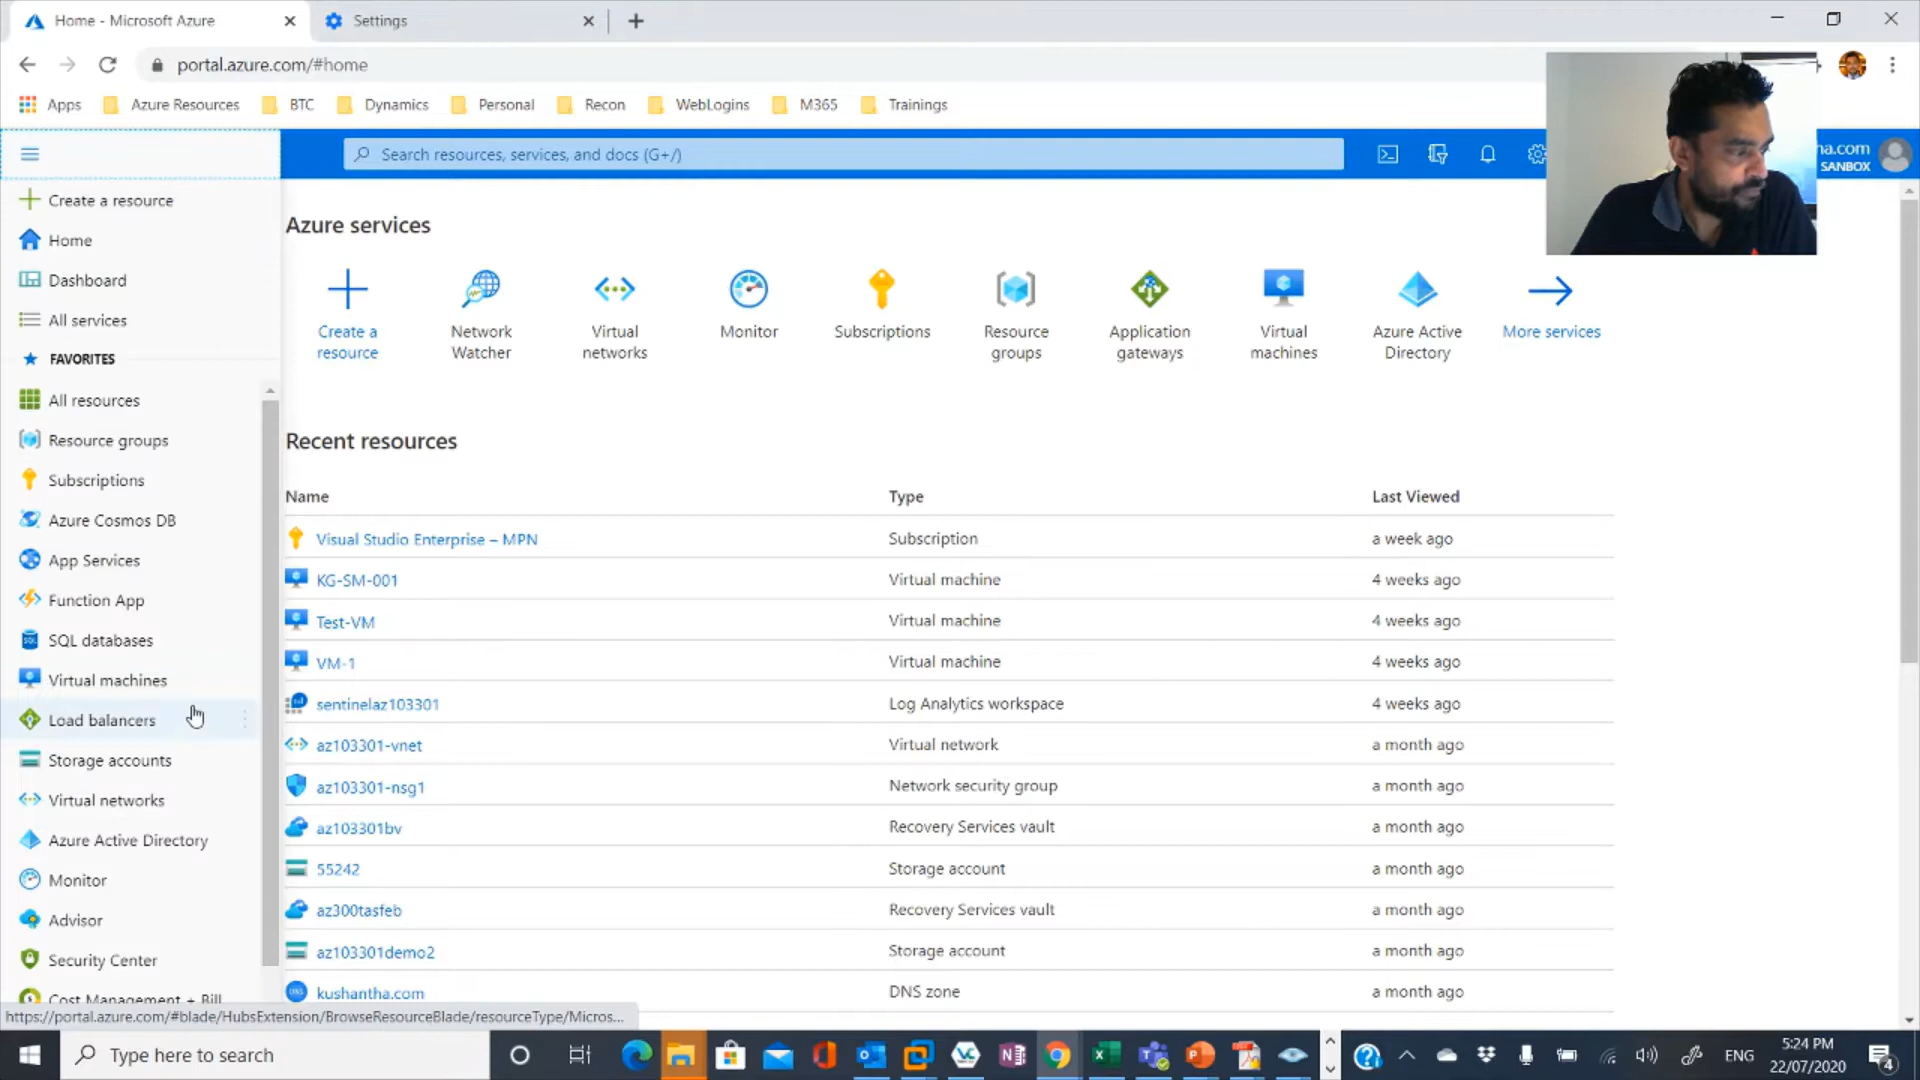 Home - Microsoft Azure
Settings
portal.azure.com/#home
Apps
Azure Resources
BTC
Dynamics
Personal
Recon
WebLogins
M365
Trainings
Search resources, services, and docs (G+/)
ha.com
SANBOX
Create a resource
Home
Dashboard
All services
FAVORITES
All resources
Resource groups
Subscriptions
Azure Cosmos DB
App Services
Function App
SQL databases
Virtual machines
Load balancers
Storage accounts
Virtual networks
Azure Active Directory
Monitor
Advisor
Security Center
Cost Management + Bill
Azure services
Create a
resource
Network
Watcher
Virtual
networks
Monitor
Subscriptions
Resource
groups
Application
gateways
Virtual
machines
Azure Active
Directory
More services
Recent resources
Name Type Last Viewed
Visual Studio Enterprise – MPN Subscription a week ago
KG-SM-001 Virtual machine 4 weeks ago
Test-VM Virtual machine 4 weeks ago
VM-1 Virtual machine 4 weeks ago
sentinelaz103301 Log Analytics workspace 4 weeks ago
az103301-vnet Virtual network a month ago
az103301-nsg1 Network security group a month ago
az103301bv Recovery Services vault a month ago
55242 Storage account a month ago
az300tasfeb Recovery Services vault a month ago
az103301demo2 Storage account a month ago
kushantha.com DNS zone a month ago
https://portal.azure.com/#blade/HubsExtension/BrowseResourceBlade/resourceType/Micros...
Type here to search
ENG
5:24 PM
22/07/2020
4